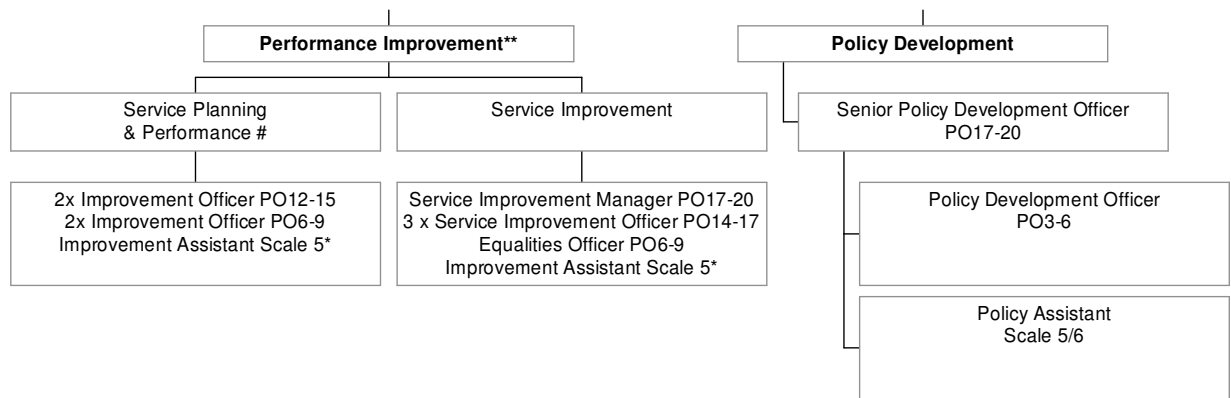 Performance Improvement**
Policy Development
Service Planning
& Performance #
Service Improvement
Senior Policy Development Officer
PO17-20
2x Improvement Officer PO12-15
2x Improvement Officer PO6-9
Improvement Assistant Scale 5*
Service Improvement Manager PO17-20
3 x Service Improvement Officer PO14-17
Equalities Officer PO6-9
Improvement Assistant Scale 5*
Policy Development Officer
PO3-6
Policy Assistant
Scale 5/6